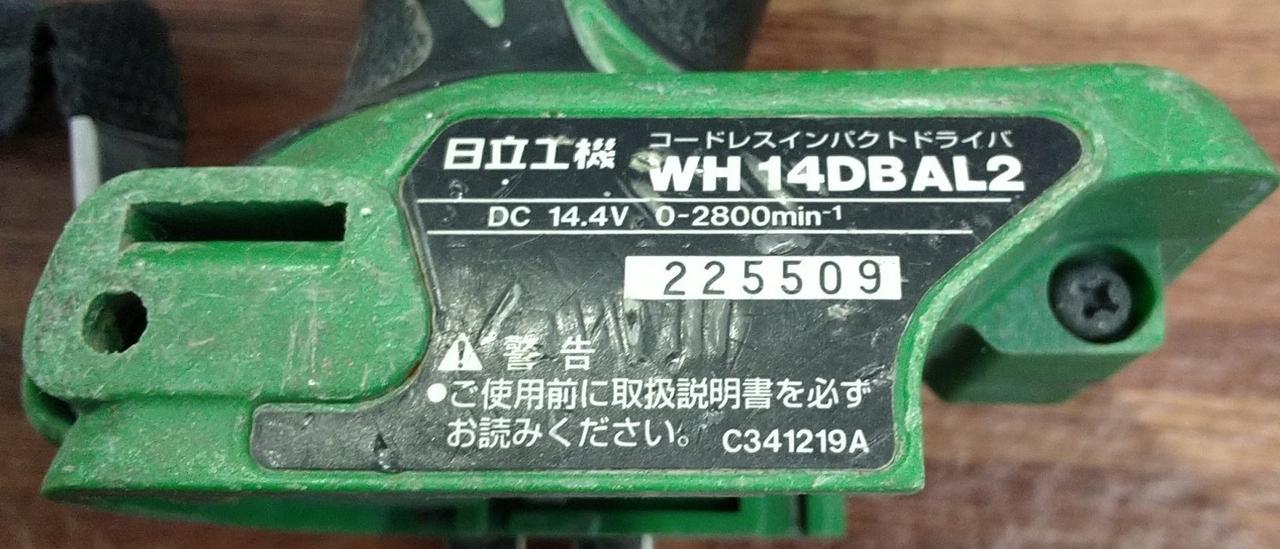 日立工機
コードレスインパクトドライバ
WH 14DBAL2
DC 14.4V 0-2800min⁻¹
225509
警告
●ご使用前に取扱説明書を必ず
お読みください。
C341219A